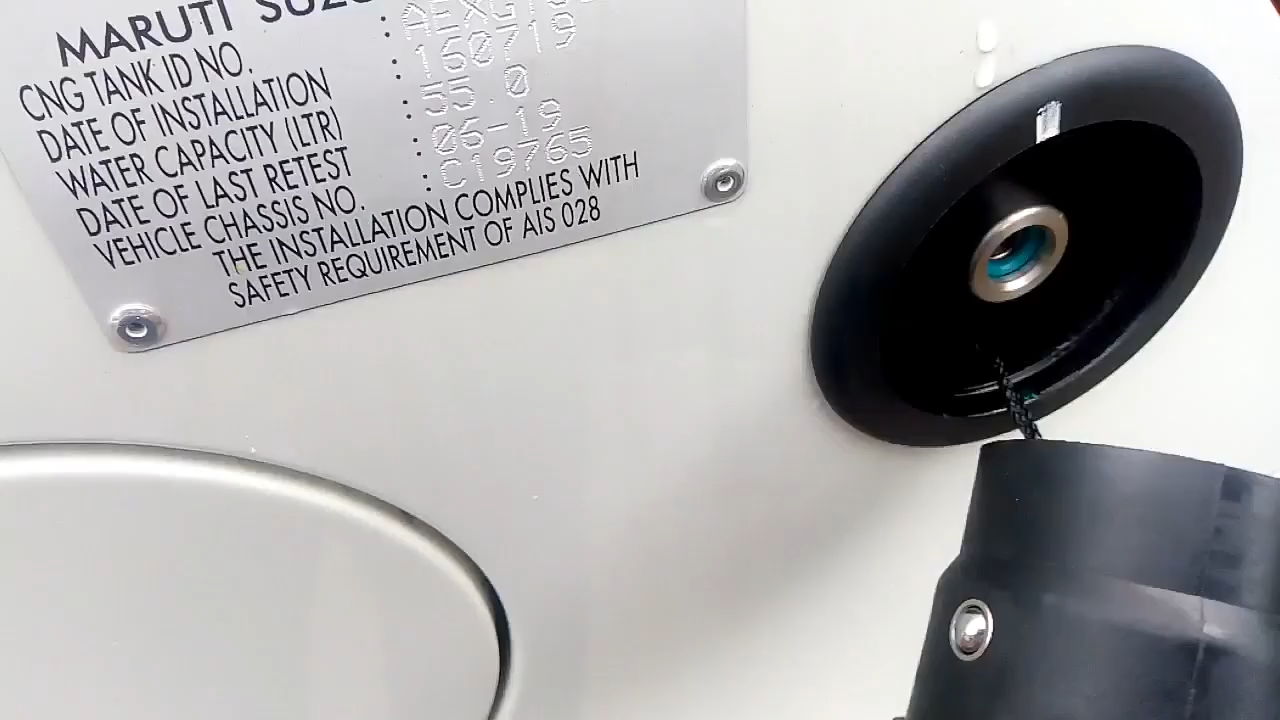 MARUTI
CNG TANK ID NO. :
DATE OF INSTALLATION : 160719
WATER CAPACITY (LTR) : 55.0
DATE OF LAST RETEST : 06-19
VEHICLE CHASSIS NO. : C19765
THE INSTALLATION COMPLIES WITH
SAFETY REQUIREMENT OF AIS 028